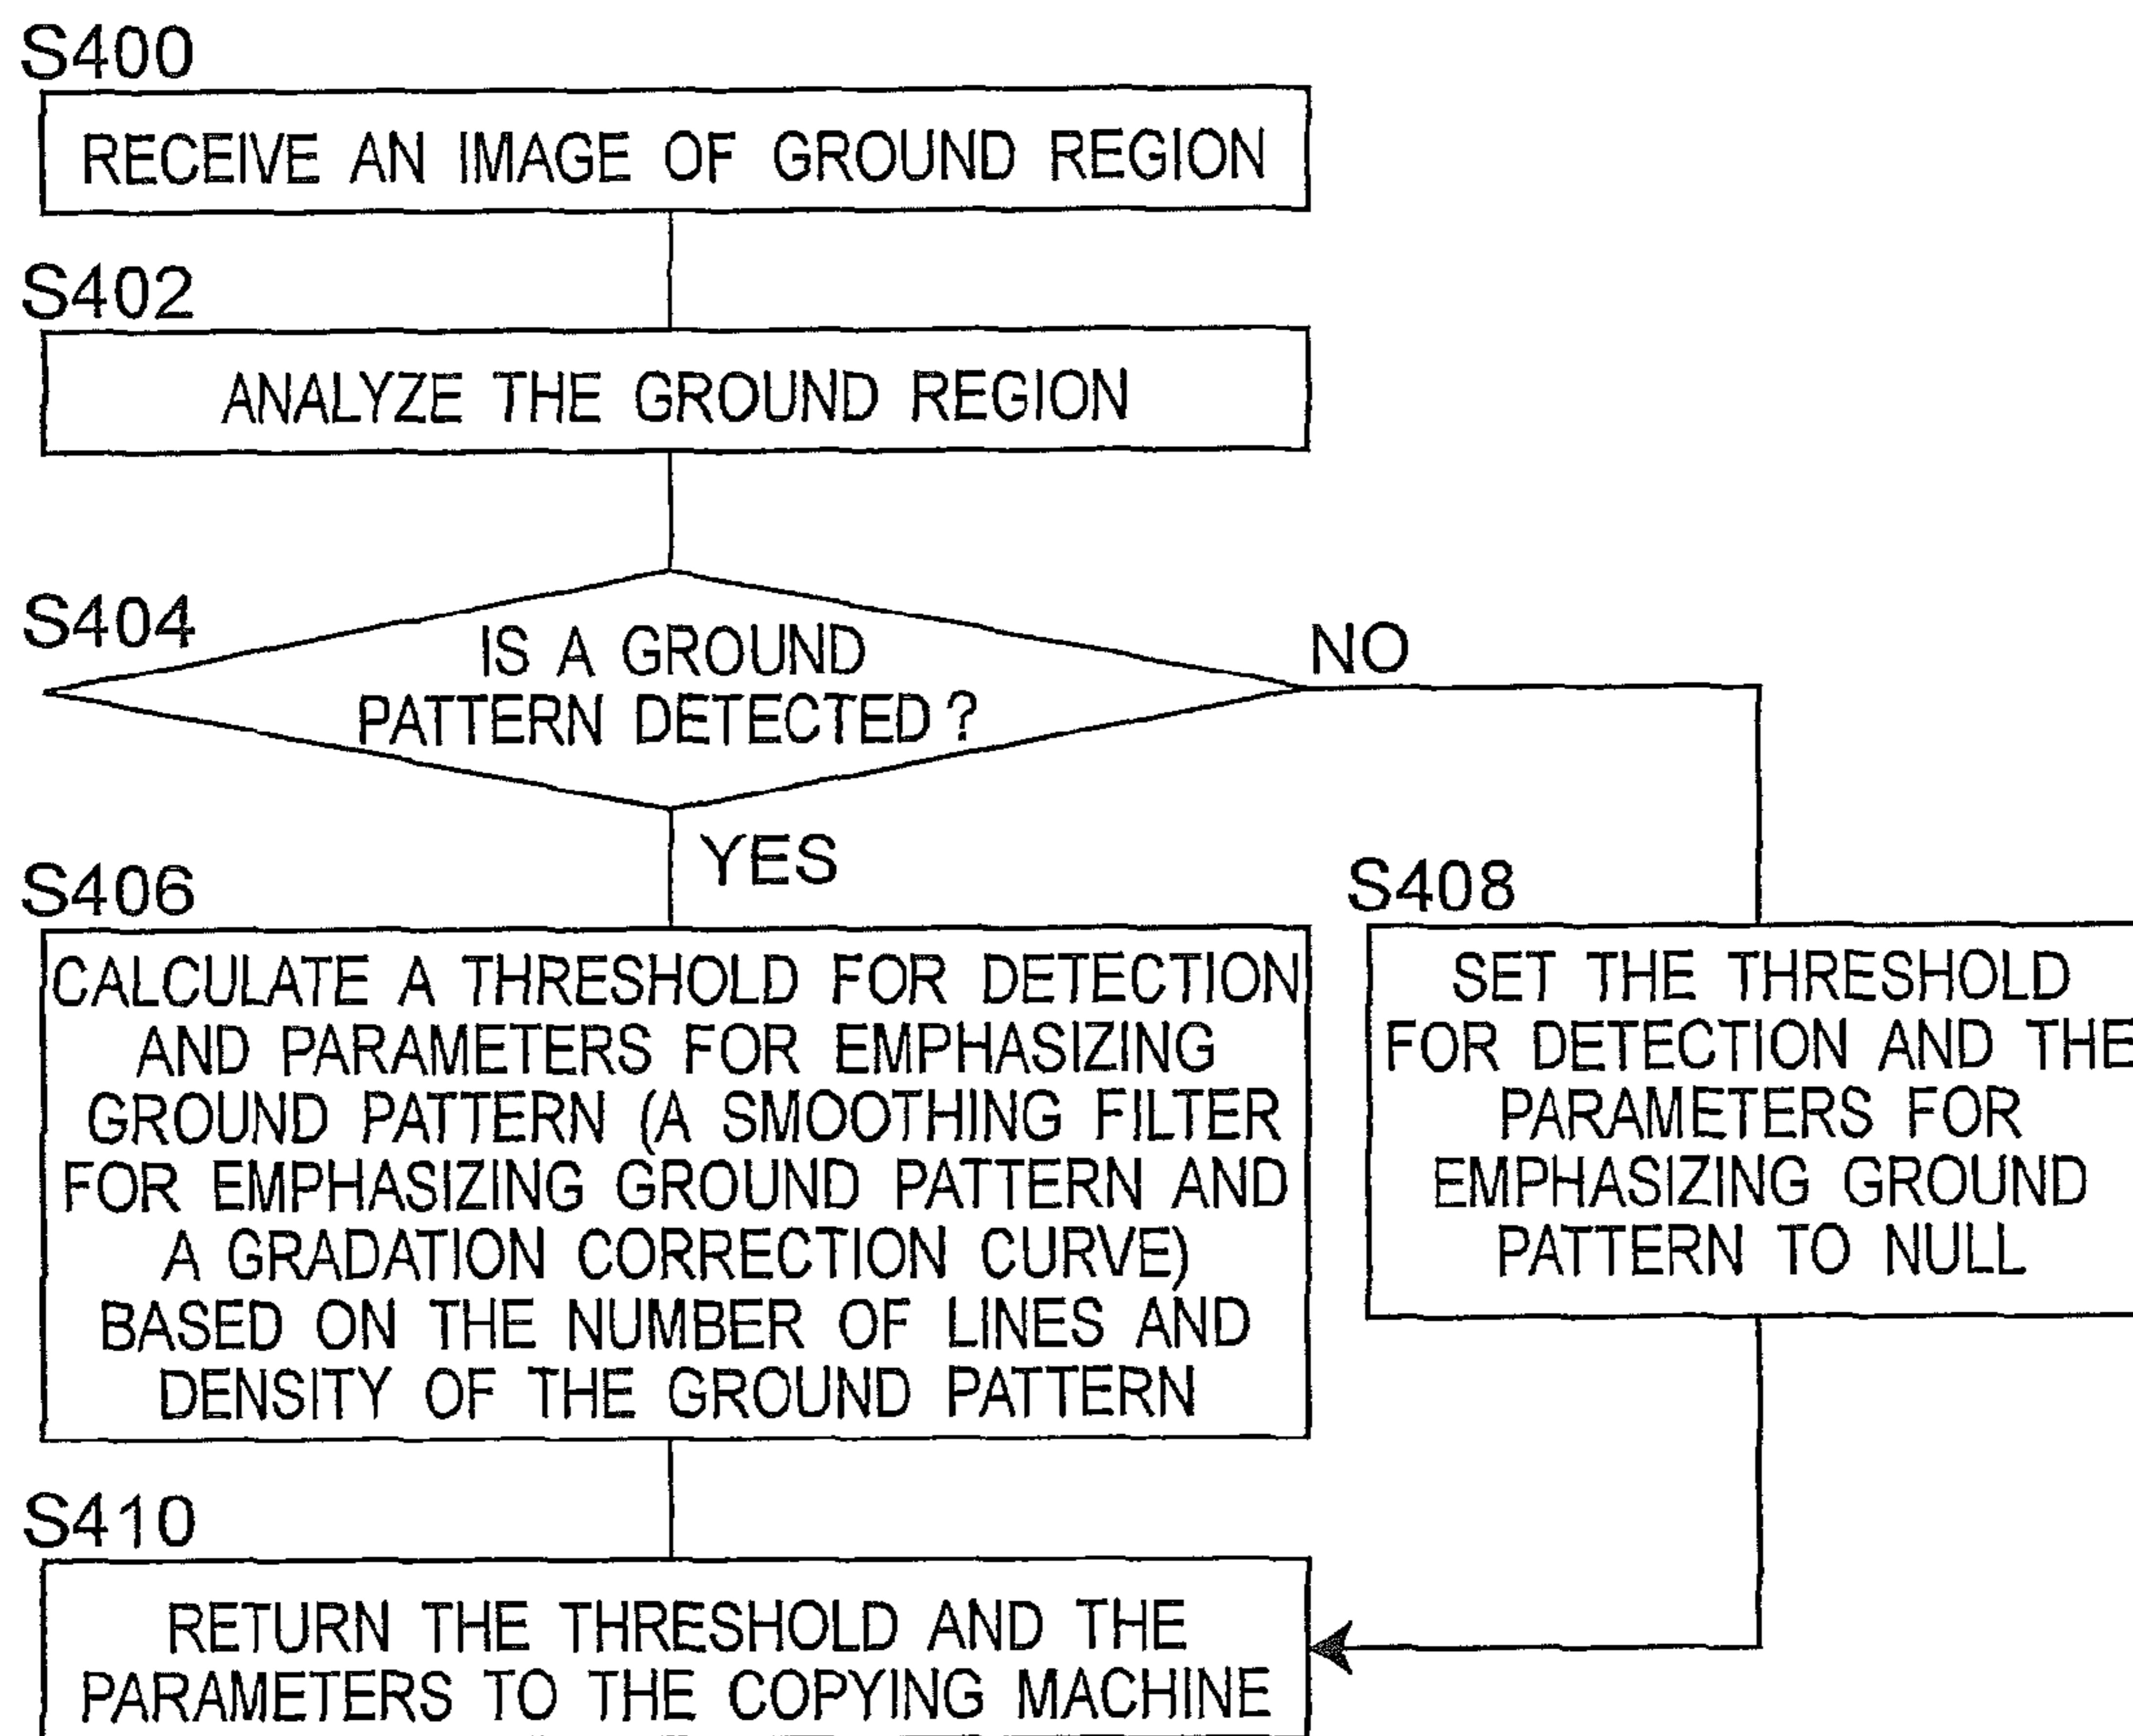 S400
RECEIVE AN IMAGE OF GROUND REGION
S402
ANALYZE THE GROUND REGION
S404
IS A GROUND
PATTERN DETECTED?
NO
YES
S406
CALCULATE A THRESHOLD FOR DETECTION
AND PARAMETERS FOR EMPHASIZING
GROUND PATTERN (A SMOOTHING FILTER
FOR EMPHASIZING GROUND PATTERN AND
A GRADATION CORRECTION CURVE)
BASED ON THE NUMBER OF LINES AND
DENSITY OF THE GROUND PATTERN
S408
SET THE THRESHOLD
FOR DETECTION AND THE
PARAMETERS FOR
EMPHASIZING GROUND
PATTERN TO NULL
S410
RETURN THE THRESHOLD AND THE
PARAMETERS TO THE COPYING MACHINE